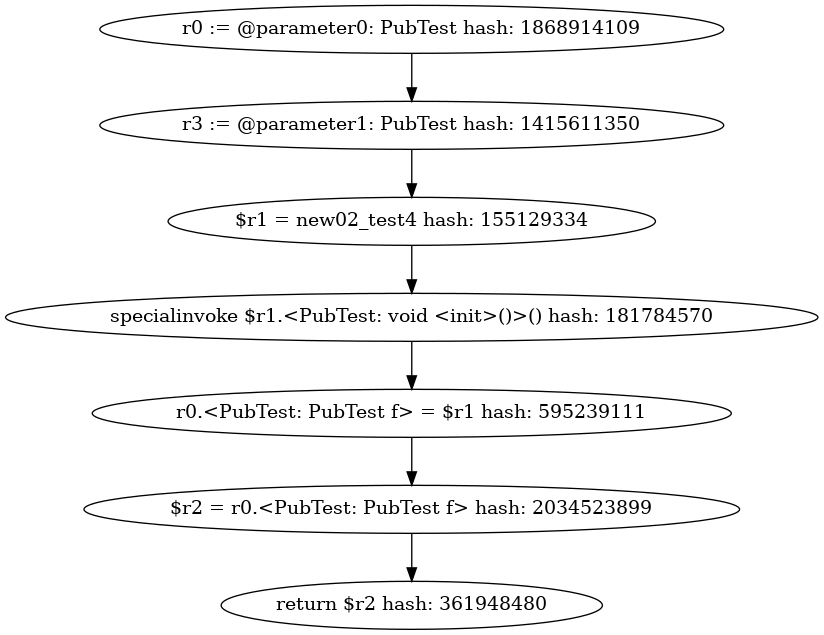 r0 := @parameter0: PubTest hash: 1868914109
r3 := @parameter1: PubTest hash: 1415611350
$r1 = new02_test4 hash: 155129334
specialinvoke $r1.<PubTest: void <init>()>() hash: 181784570
r0.<PubTest: PubTest f> = $r1 hash: 595239111
$r2 = r0.<PubTest: PubTest f> hash: 2034523899
return $r2 hash: 361948480